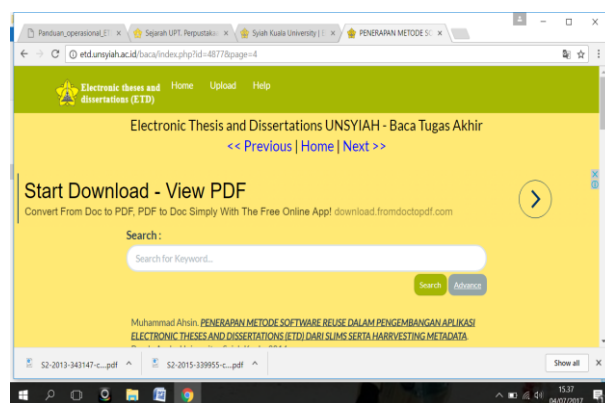 Panduan_operasional_ET
Sejarah UPT. Perpustaka
Syiah Kuala University | E
PENERAPAN METODE SO
etd.unsyiah.ac.id/baca/index.php?id=4877&page=4
Electronic theses and
dissertations (ETD)
Home Upload Help
Electronic Thesis and Dissertations UNSYIAH - Baca Tugas Akhir
<< Previous | Home | Next >>
Start Download - View PDF
Convert From Doc to PDF, PDF to Doc Simply With The Free Online App! download.fromdoctopdf.com
Search :
Search for Keyword...
Search Advance
Muhammad Ahsin. PENERAPAN METODE SOFTWARE REUSE DALAM PENGEMBANGAN APLIKASI
ELECTRONIC THESES AND DISSERTATIONS (ETD) DARI SLIMS SERTA HARRVESTING METADATA.
S2-2013-343147-c....pdf
S2-2015-339955-c....pdf
Show all
15.37
04/07/2017